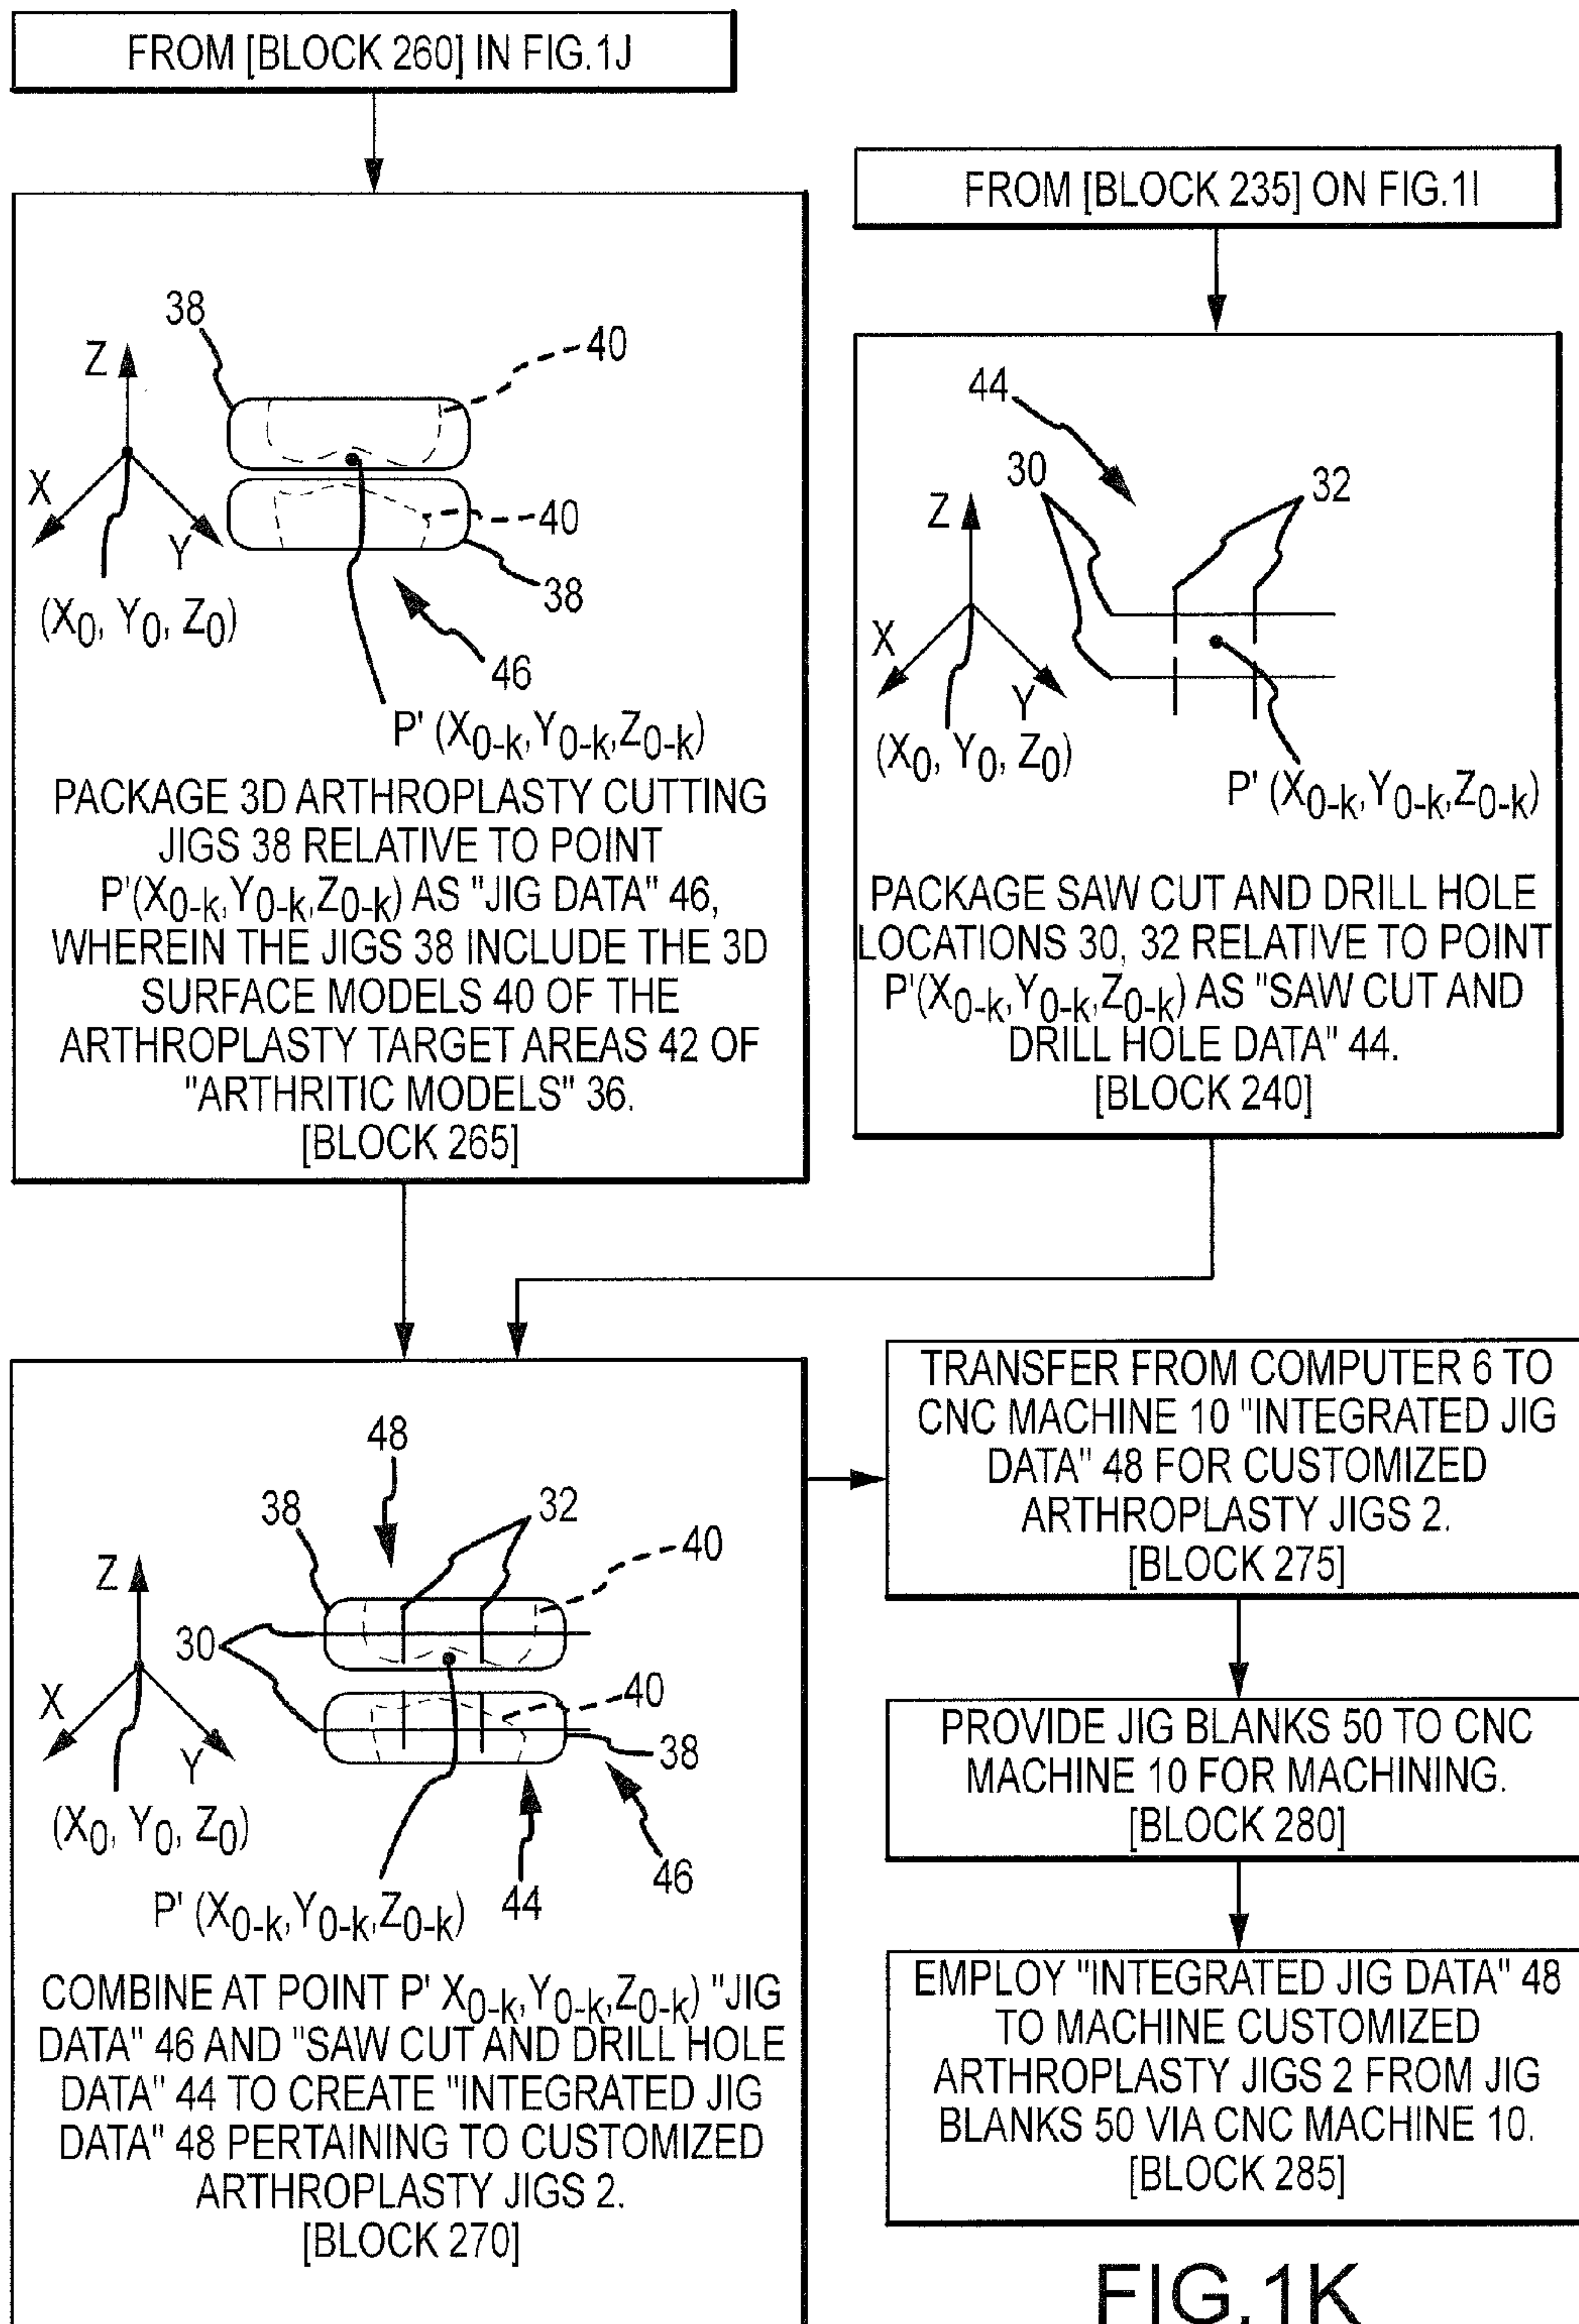 FROM [BLOCK 260] IN FIG.1J
38
40
Z
X
Y
40
38
(X0, Y0, Z0)
46
P' (X0-k,Y0-k,Z0-k)
PACKAGE 3D ARTHROPLASTY CUTTING
JIGS 38 RELATIVE TO POINT
P'(X0-k,Y0-k,Z0-k) AS "JIG DATA" 46,
WHEREIN THE JIGS 38 INCLUDE THE 3D
SURFACE MODELS 40 OF THE
ARTHROPLASTY TARGET AREAS 42 OF
"ARTHRITIC MODELS" 36.
[BLOCK 265]
FROM [BLOCK 235] ON FIG.1I
44
30
32
Z
X
Y
(X0, Y0, Z0)
P' (X0-k,Y0-k,Z0-k)
PACKAGE SAW CUT AND DRILL HOLE
LOCATIONS 30, 32 RELATIVE TO POINT
P'(X0-k,Y0-k,Z0-k) AS "SAW CUT AND
DRILL HOLE DATA" 44.
[BLOCK 240]
48
38
32
40
Z
30
X
Y
40
38
(X0, Y0, Z0)
46
P' (X0-k,Y0-k,Z0-k)
44
COMBINE AT POINT P' X0-k,Y0-k,Z0-k) "JIG
DATA" 46 AND "SAW CUT AND DRILL HOLE
DATA" 44 TO CREATE "INTEGRATED JIG
DATA" 48 PERTAINING TO CUSTOMIZED
ARTHROPLASTY JIGS 2.
[BLOCK 270]
TRANSFER FROM COMPUTER 6 TO
CNC MACHINE 10 "INTEGRATED JIG
DATA" 48 FOR CUSTOMIZED
ARTHROPLASTY JIGS 2.
[BLOCK 275]
PROVIDE JIG BLANKS 50 TO CNC
MACHINE 10 FOR MACHINING.
[BLOCK 280]
EMPLOY "INTEGRATED JIG DATA" 48
TO MACHINE CUSTOMIZED
ARTHROPLASTY JIGS 2 FROM JIG
BLANKS 50 VIA CNC MACHINE 10.
[BLOCK 285]
FIG.1K